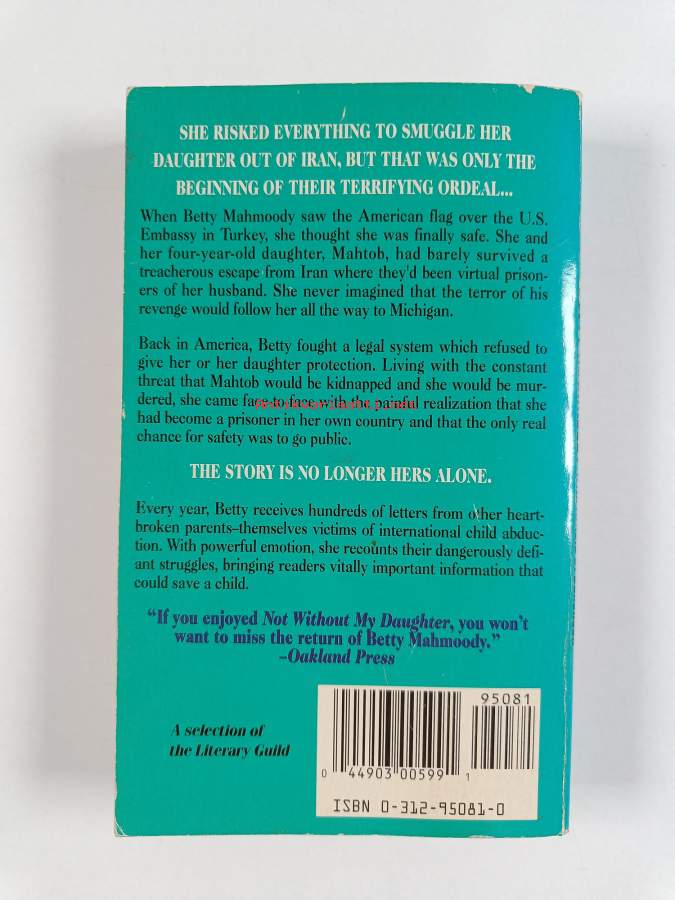 SHE RISKED EVERYTHING TO SMUGGLE HER
DAUGHTER OUT OF IRAN, BUT THAT WAS ONLY THE
BEGINNING OF THEIR TERRIFYING ORDEAL...
When Betty Mahmoody saw the American flag over the U.S.
Embassy in Turkey, she thought she was finally safe. She and
her four-year-old daughter, Mahtob, had barely survived a
treacherous escape from Iran where they'd been virtual prison-
ers of her husband. She never imagined that the terror of his
revenge would follow her all the way to Michigan.
Back in America, Betty fought a legal system which refused to
give her or her daughter protection. Living with the constant
threat that Mahtob would be kidnapped and she would be mur-
dered, she came face-to-face with the painful realization that she
had become a prisoner in her own country and that the only real
chance for safety was to go public.
THE STORY IS NO LONGER HERS ALONE.
Every year, Betty receives hundreds of letters from other heart-
broken parents–themselves victims of international child abduc-
tion. With powerful emotion, she recounts their dangerously defi-
ant struggles, bringing readers vitally important information that
could save a child.
"If you enjoyed Not Without My Daughter, you won't
want to miss the return of Betty Mahmoody."
–Oakland Press
A selection of
the Literary Guild
95081
0 44903 00599 1
ISBN 0-312-95081-0